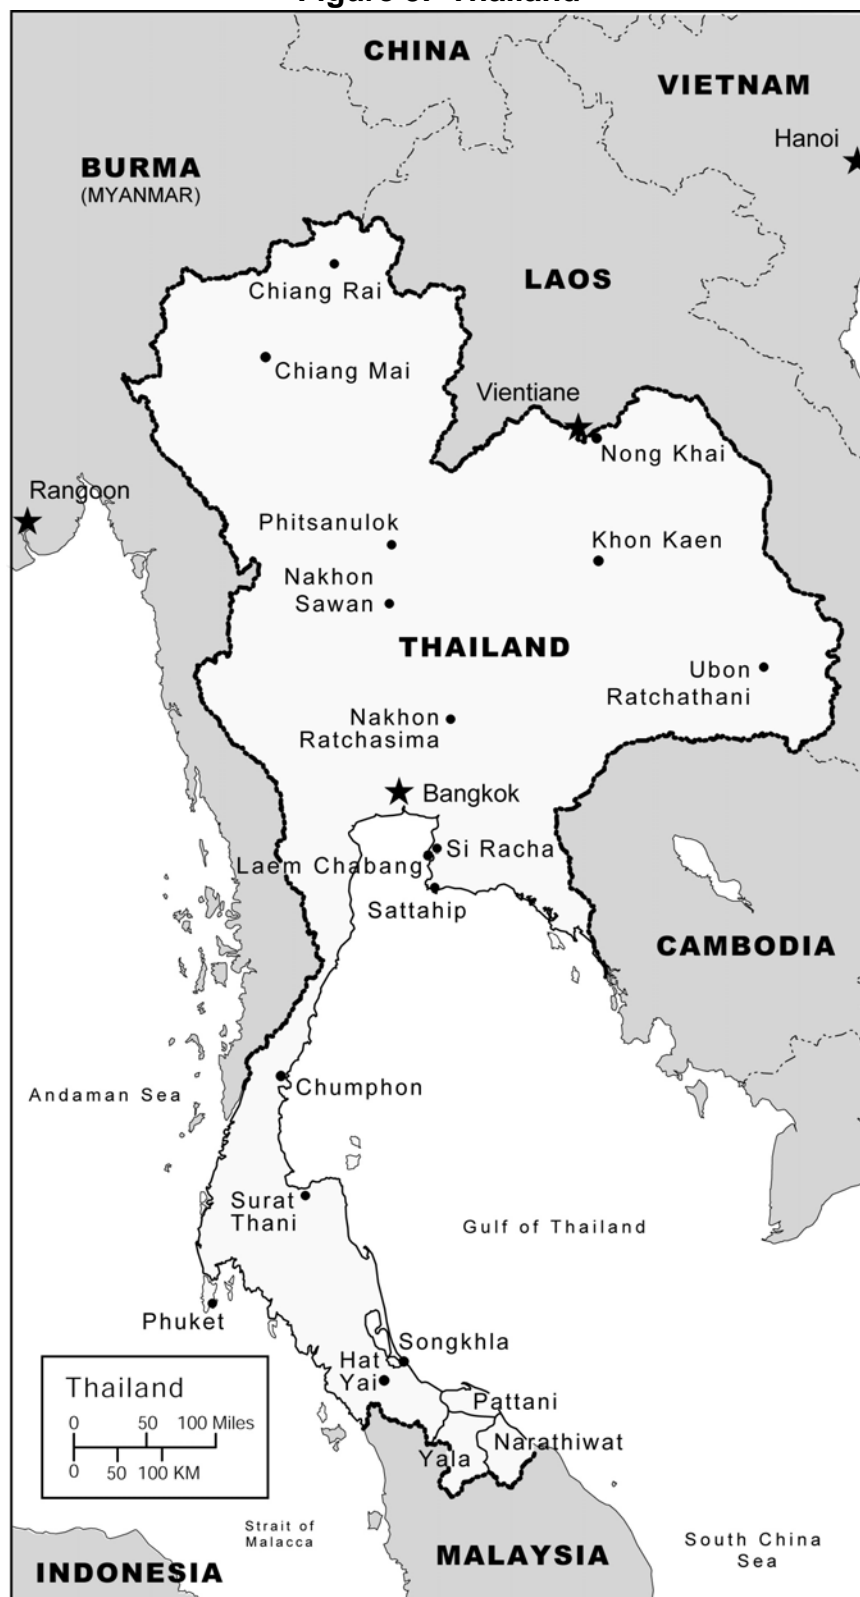 Figure 3. Thailand
CHINA
VIETNAM
Hanoi
BURMA
(MYANMAR)
LAOS
Chiang Rai
Chiang Mai
Vientiane
Nong Khai
Rangoon
Phitsanulok
Khon Kaen
Nakhon
Sawan
THAILAND
Ubon
Ratchathani
Nakhon
Ratchasima
Bangkok
Si Racha
Laem Chabang
Sattahip
CAMBODIA
Andaman Sea
Chumphon
Surat
Thani
Gulf of Thailand
Phuket
Songkhla
Hat
Yai
Pattani
Narathiwat
Yala
Thailand
0 50 100 Miles
0 50 100 KM
Strait of
Malacca
South China
Sea
MALAYSIA
INDONESIA